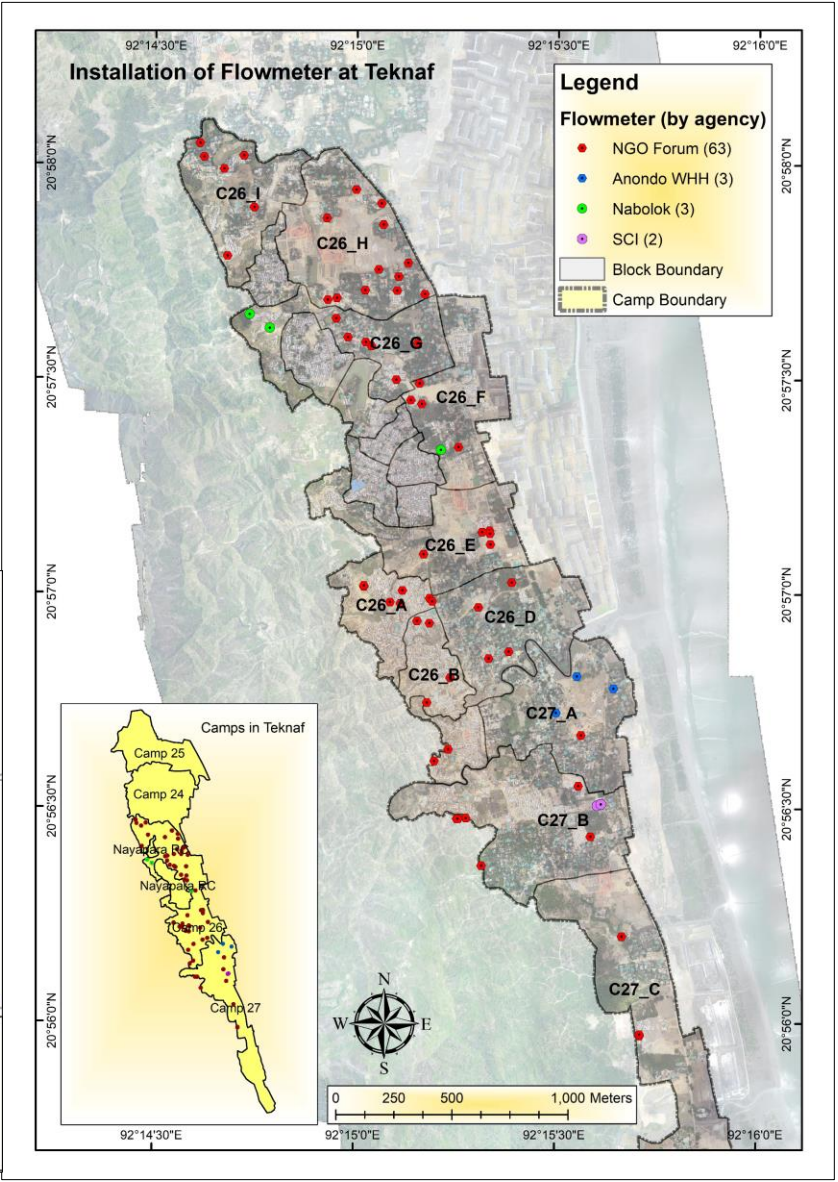 92°14'30"E 92°15'0"E 92°15'30"E 92°16'0"E
Installation of Flowmeter at Teknaf
Legend
Flowmeter (by agency)
NGO Forum (63)
Anondo WHH (3)
Nabolok (3)
SCI (2)
Block Boundary
Camp Boundary
20°58'0"N 20°58'0"N
C26_I
C26_H
C26_G
20°57'30"N 20°57'30"N
C26_F
C26_E
20°57'0"N 20°57'0"N
C26_A
C26_D
C26_B
C27_A
20°56'30"N 20°56'30"N
C27_B
C27_C
20°56'0"N 20°56'0"N
Camps in Teknaf
Camp 25
Camp 24
Nayapara RC
Nayapara RC
Camp 26
Camp 27
N
W E
S
0 250 500 1,000 Meters
92°14'30"E 92°15'0"E 92°15'30"E 92°16'0"E